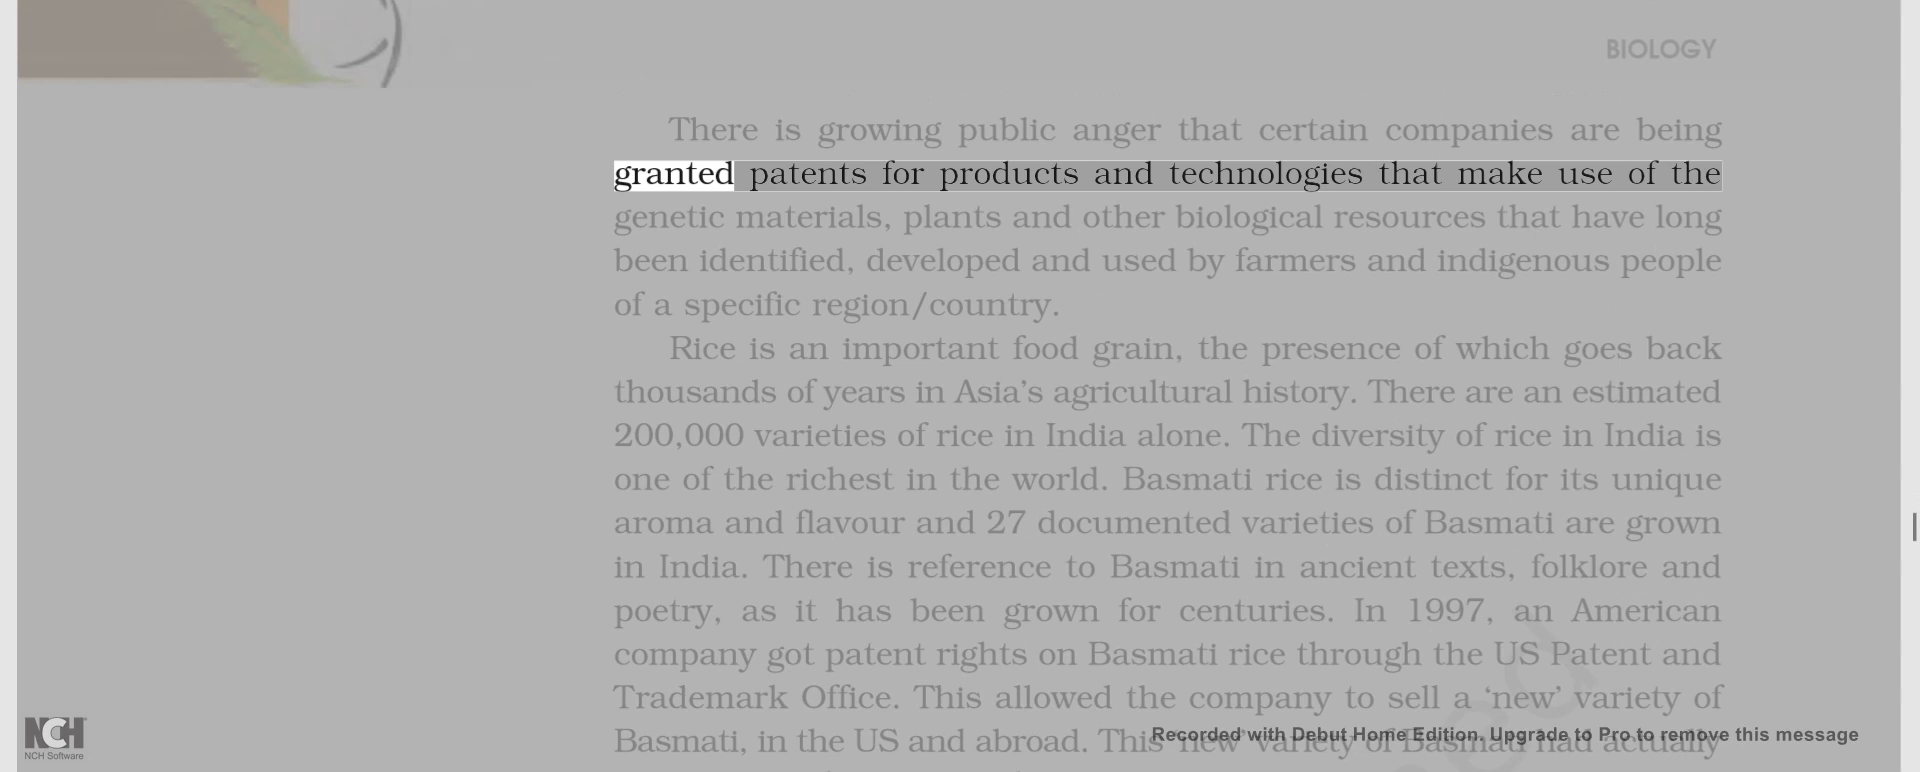 BIOLOGY
There is growing public anger that certain companies are being
granted patents for products and technologies that make use of the
genetic materials, plants and other biological resources that have long
been identified, developed and used by farmers and indigenous people
of a specific region/country.
Rice is an important food grain, the presence of which goes back
thousands of years in Asia’s agricultural history. There are an estimated
200,000 varieties of rice in India alone. The diversity of rice in India is
one of the richest in the world. Basmati rice is distinct for its unique
aroma and flavour and 27 documented varieties of Basmati are grown
in India. There is reference to Basmati in ancient texts, folklore and
poetry, as it has been grown for centuries. In 1997, an American
company got patent rights on Basmati rice through the US Patent and
Trademark Office. This allowed the company to sell a ‘new’ variety of
Basmati, in the US and abroad. This ‘new’ variety of Basmati had actually
NCH
NCH Software
Recorded with Debut Home Edition. Upgrade to Pro to remove this message